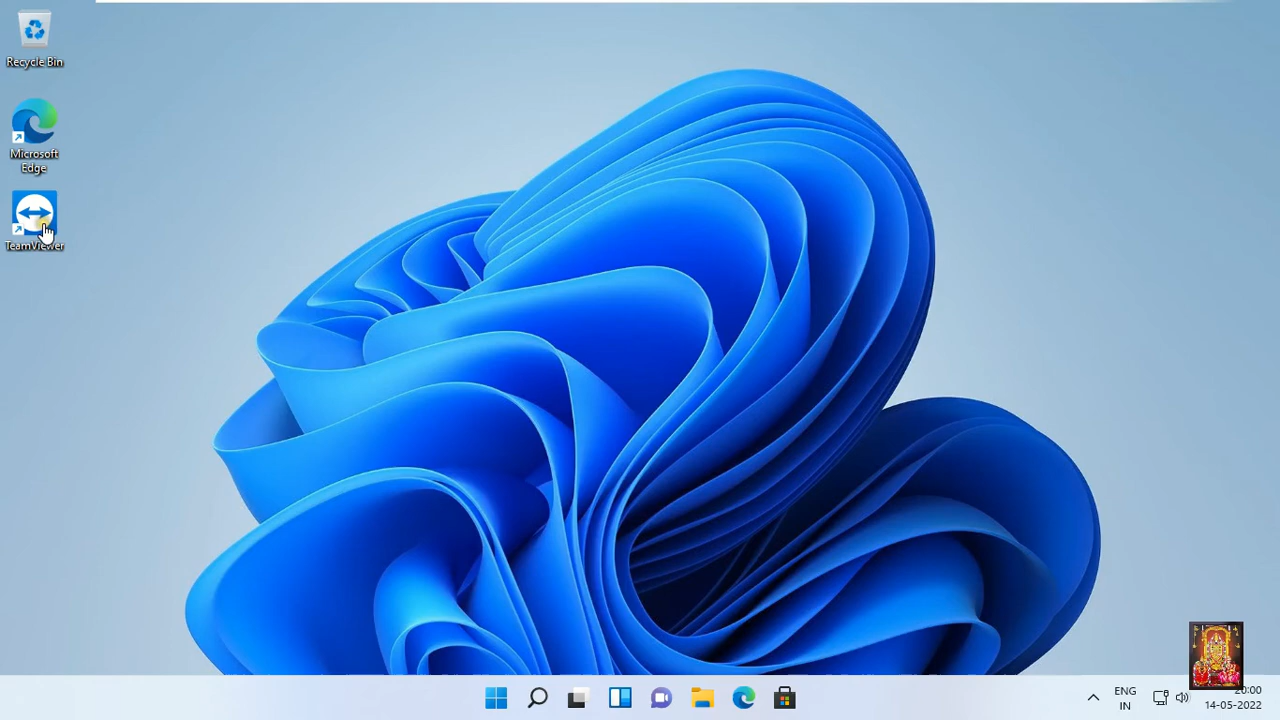 Recycle Bin
Microsoft
Edge
TeamViewer
ENG
IN
20:00
14-05-2022